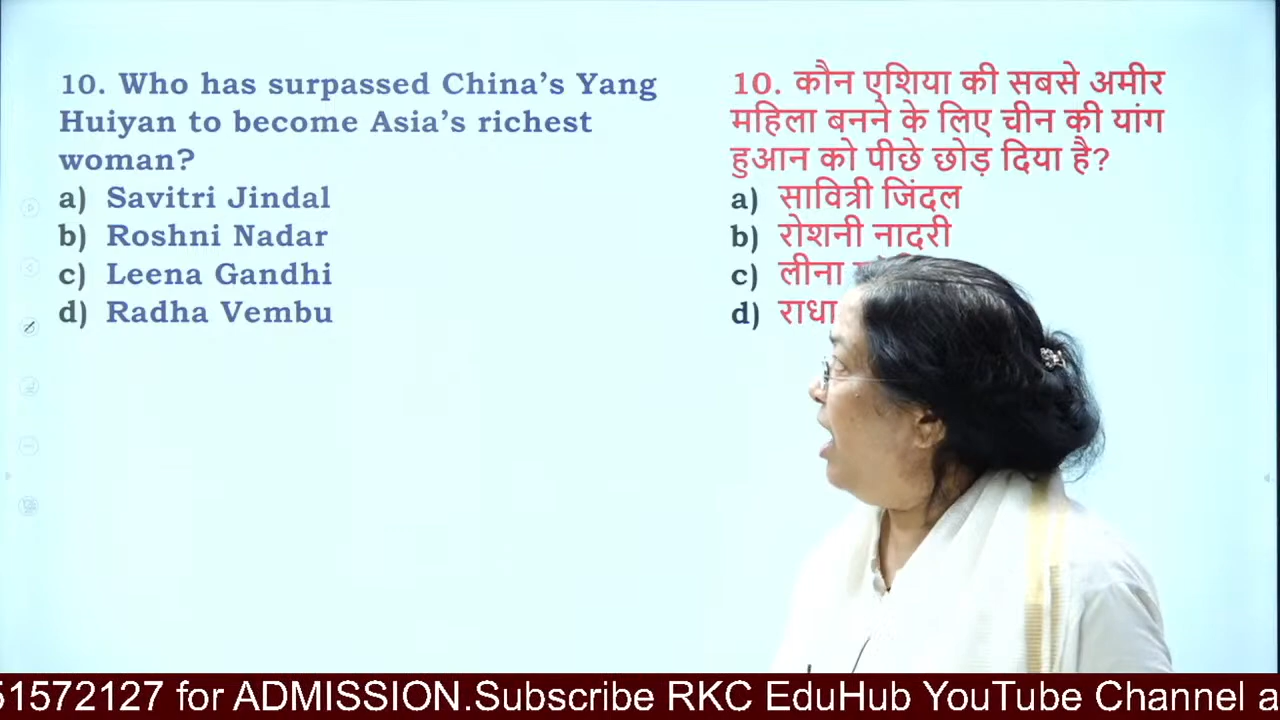 10. Who has surpassed China's Yang
Huiyan to become Asia's richest
woman?
a) Savitri Jindal
b) Roshni Nadar
c) Leena Gandhi
d) Radha Vembu
10. कौन एशिया की सबसे अमीर
महिला बनने के लिए चीन की यांग
हुआन को पीछे छोड़ दिया है?
a) सावित्री जिंदल
b) रोशनी नादरी
c) लीना
d) राधा
51572127 for ADMISSION.Subscribe RKC EduHub YouTube Channel a